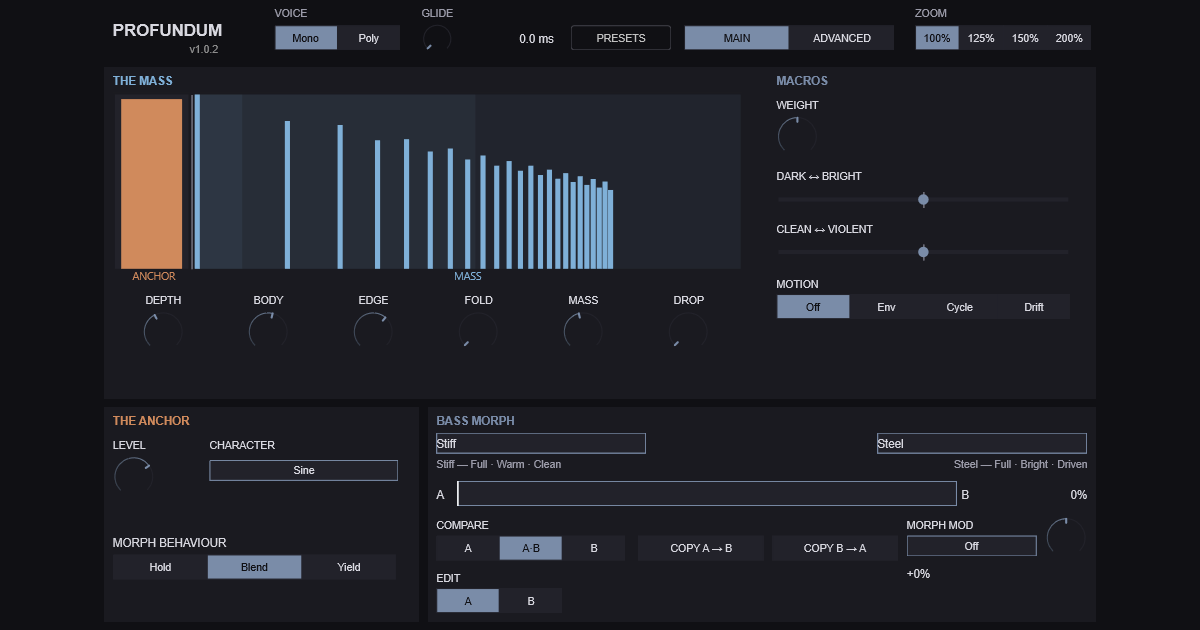 PROFUNDUM
v1.0.2
VOICE
Mono Poly
GLIDE
0.0 ms
PRESETS
MAIN ADVANCED
ZOOM
100% 125% 150% 200%
THE MASS
ANCHOR MASS
DEPTH BODY EDGE FOLD MASS DROP
MACROS
WEIGHT
DARK ↔ BRIGHT
CLEAN ↔ VIOLENT
MOTION
Off Env Cycle Drift
THE ANCHOR
LEVEL CHARACTER
Sine
MORPH BEHAVIOUR
Hold Blend Yield
BASS MORPH
Stiff Steel
Stiff — Full · Warm · Clean Steel — Full · Bright · Driven
A B 0%
COMPARE
A A·B B COPY A → B COPY B → A
MORPH MOD
Off
+0%
EDIT
A B